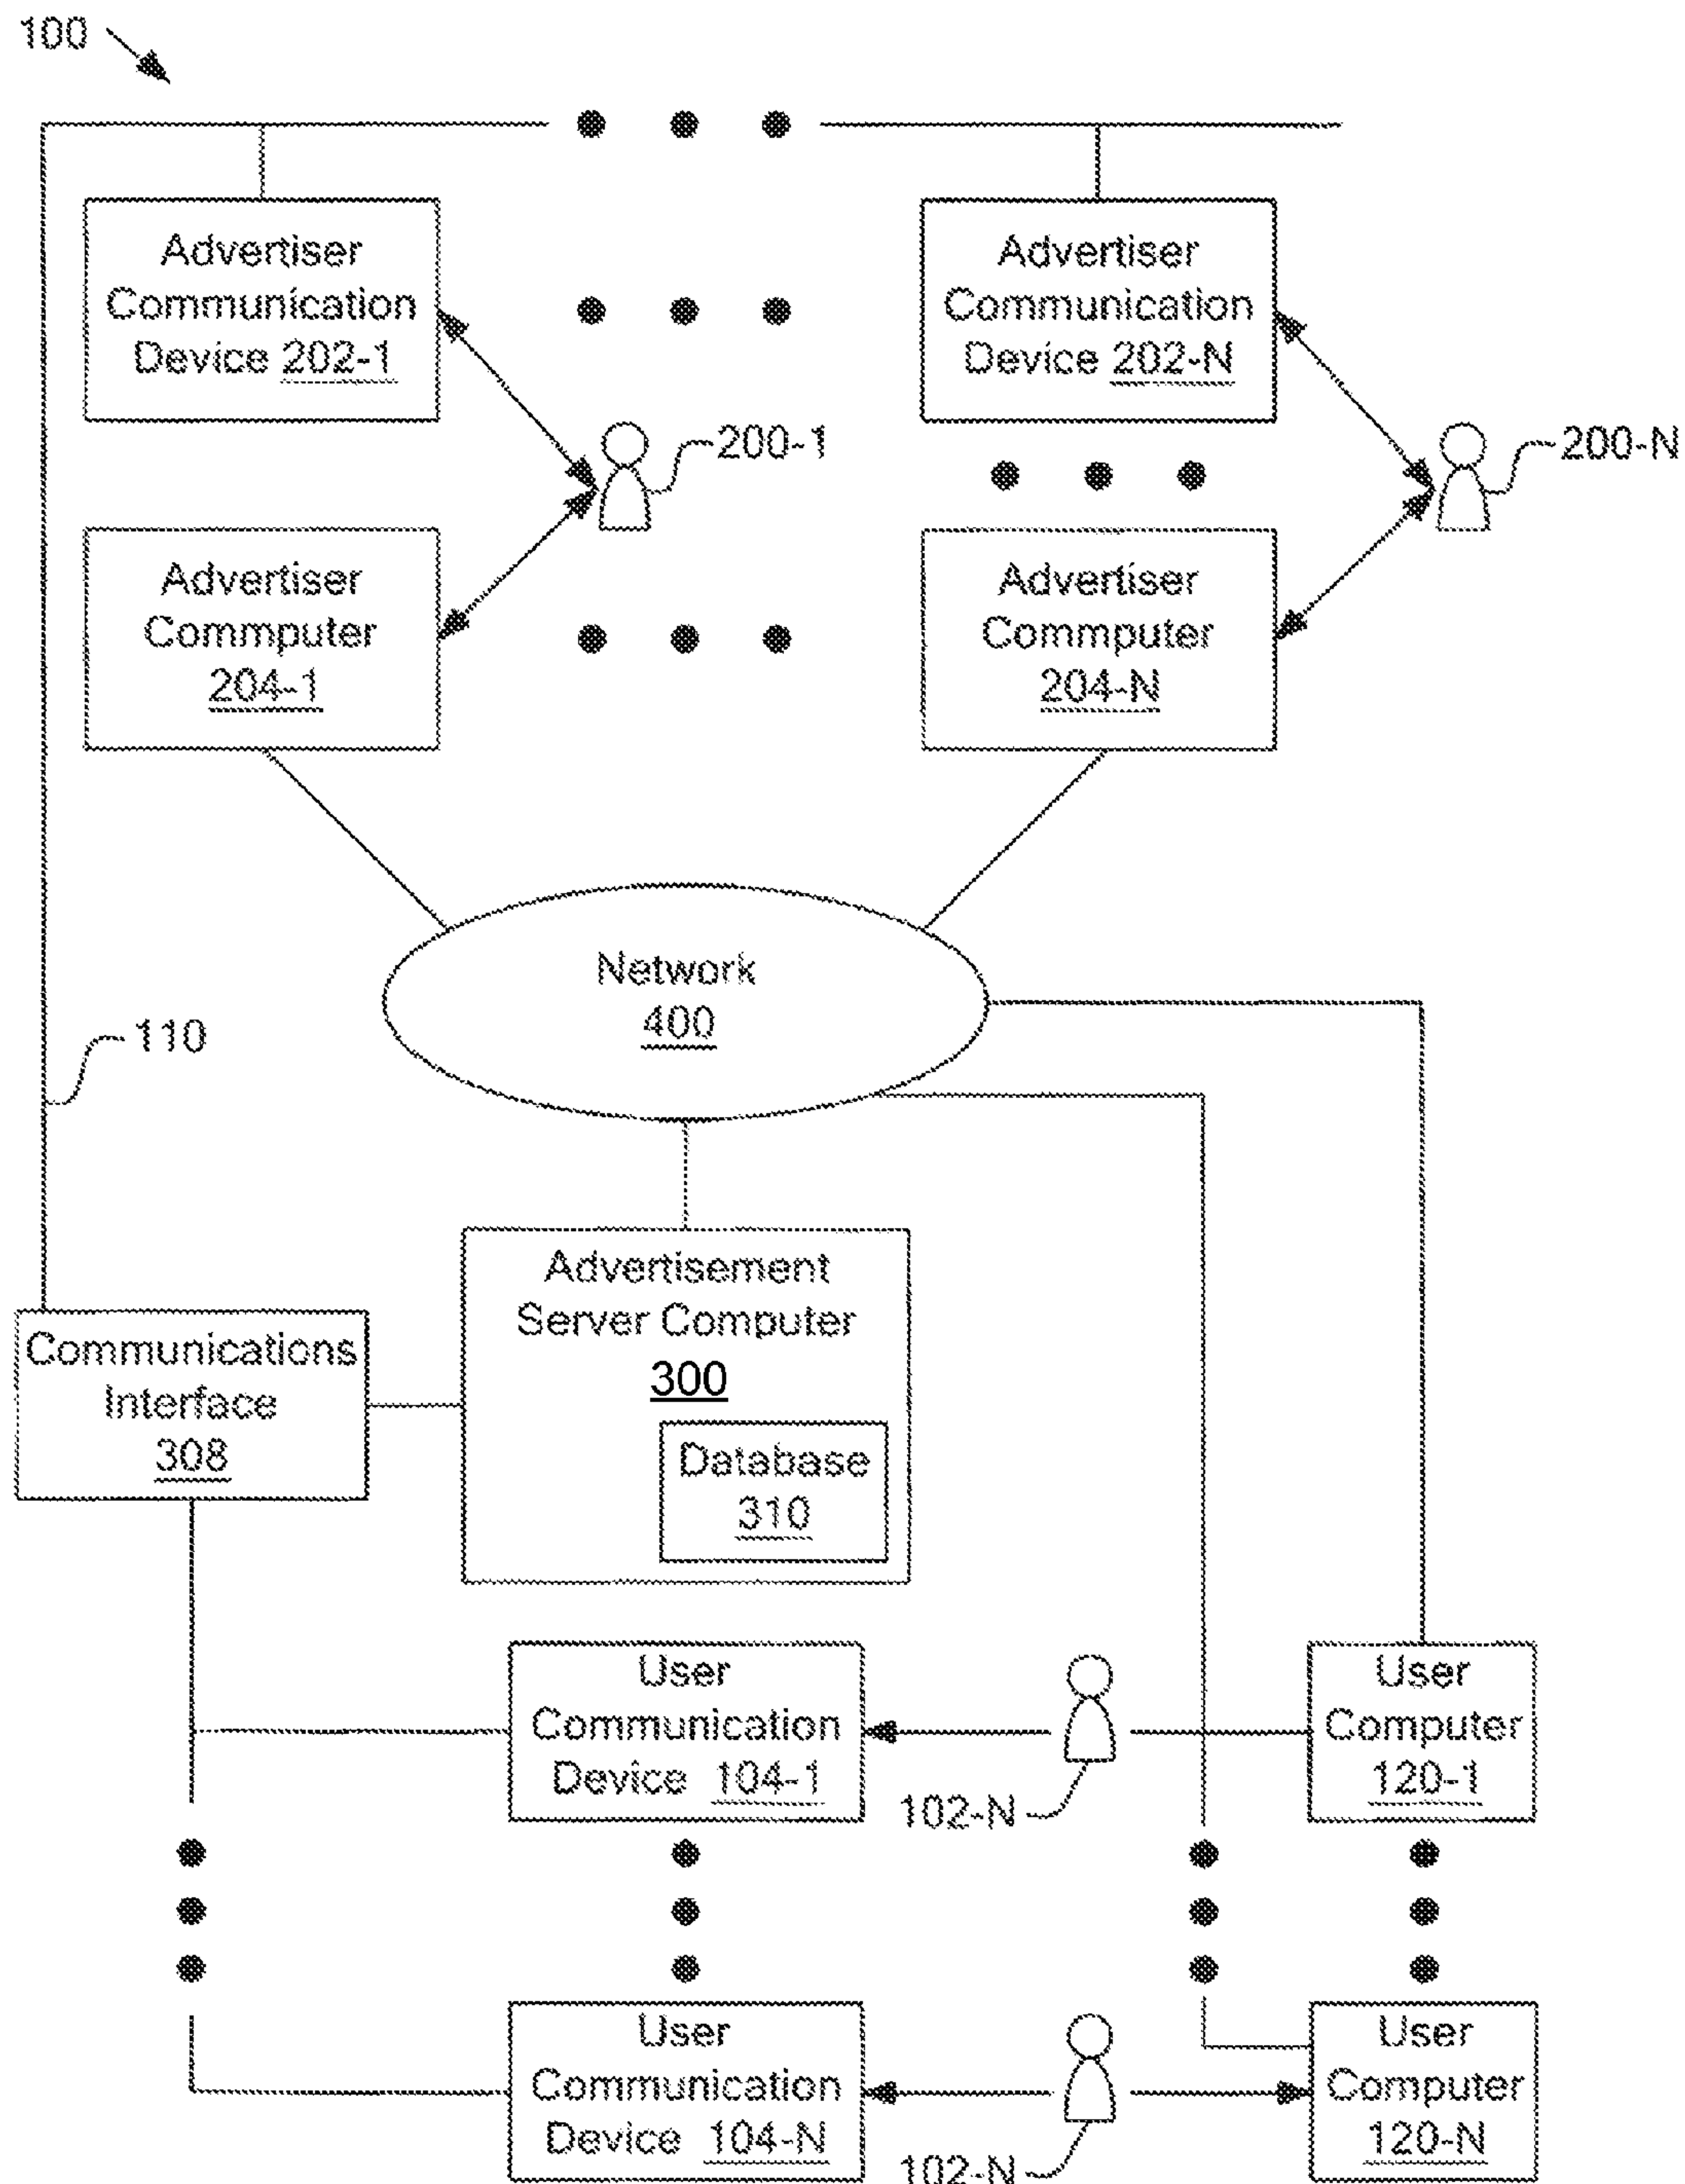 100
Advertiser
Communication
Device 202-1
Advertiser
Communication
Device 202-N
200-1
200-N
Advertiser
Commputer
204-1
Advertiser
Commputer
204-N
Network
400
110
Advertisement
Server Computer
300
Communications
Interface
308
Database
310
User
Communication
Device 104-1
102-N
User
Computer
120-1
User
Communication
Device 104-N
102-N
User
Computer
120-N